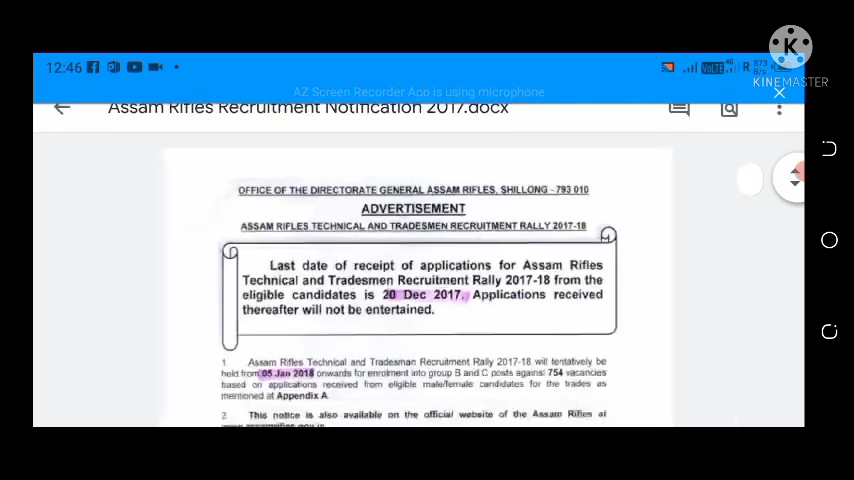 K
KINEMASTER
12:46
VoLTE 4G R 873 B/s
AZ Screen Recorder App is using microphone
Assam Rifles Recruitment Notification 2017.docx
OFFICE OF THE DIRECTORATE GENERAL ASSAM RIFLES, SHILLONG - 793 010
ADVERTISEMENT
ASSAM RIFLES TECHNICAL AND TRADESMEN RECRUITMENT RALLY 2017-18
Last date of receipt of applications for Assam Rifles
Technical and Tradesmen Recruitment Rally 2017-18 from the
eligible candidates is 20 Dec 2017. Applications received
thereafter will not be entertained.
1 Assam Rifles Technical and Tradesmen Recruitment Rally 2017-18 will tentatively be
held from 05 Jan 2018 onwards for enrolment into group B and C posts against 754 vacancies
based on applications received from eligible male/female candidates for the trades as
mentioned at Appendix A.
2 This notice is also available on the official website of the Assam Rifles at